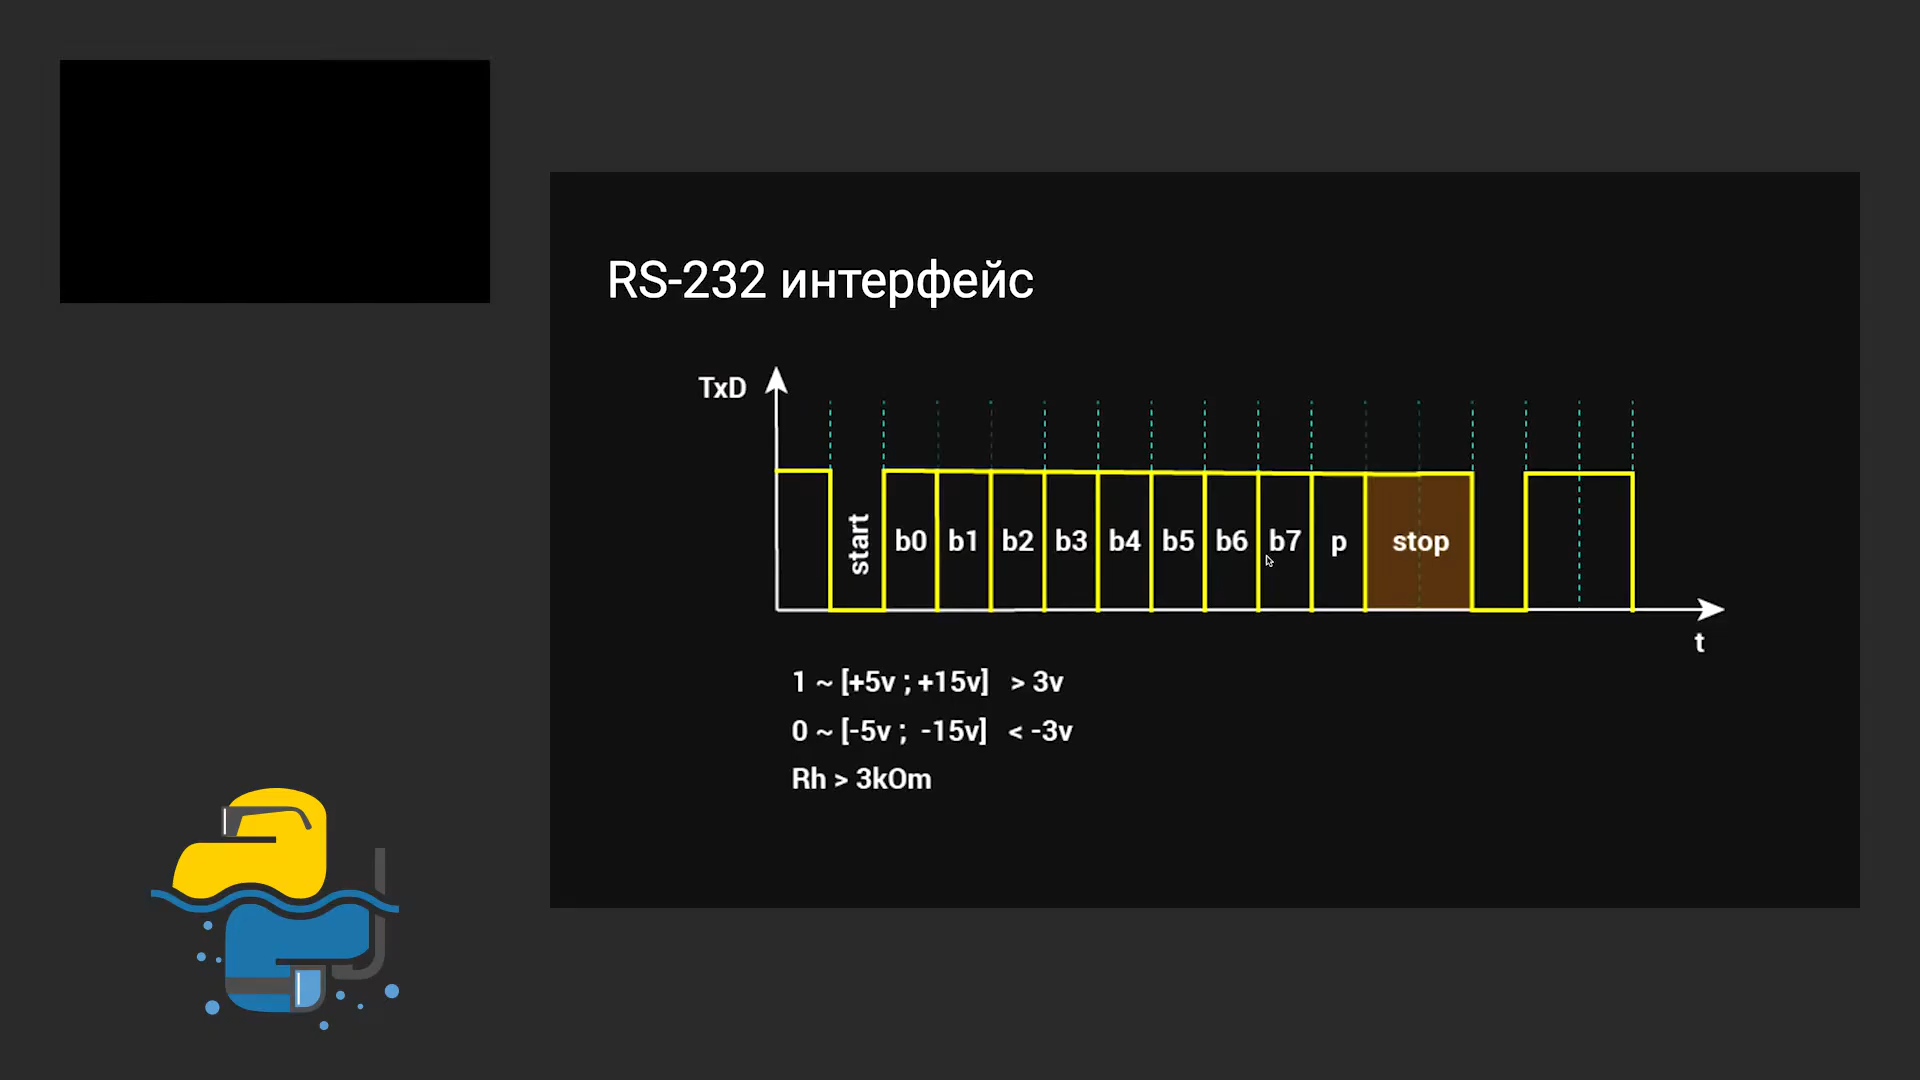 RS-232 интерфейс
TxD
start b0 b1 b2 b3 b4 b5 b6 b7 p stop
t
1 ~ [+5v ; +15v] > 3v
0 ~ [-5v ; -15v] < -3v
Rh > 3kOm